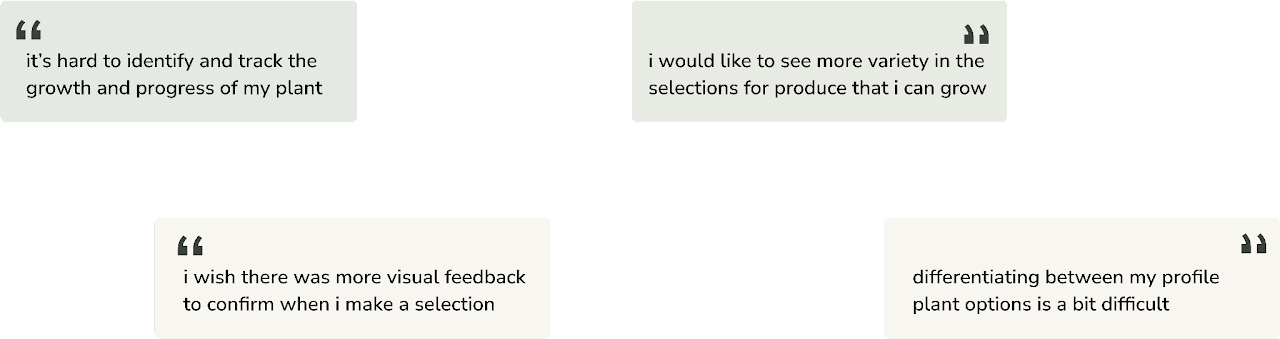 “
it’s hard to identify and track the
growth and progress of my plant
”
i would like to see more variety in the
selections for produce that i can grow
“
i wish there was more visual feedback
to confirm when i make a selection
”
differentiating between my profile
plant options is a bit difficult